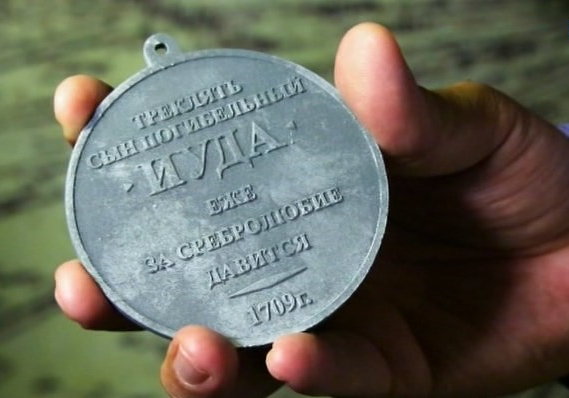 ТРЕКЛЯТЬ
СЫН ПОГИБЕЛЬНЫЙ
·ИУДА·
ЕЖЕ
ЗА СРЕБРОЛЮБИЕ
ДАВИТСЯ
1709г.